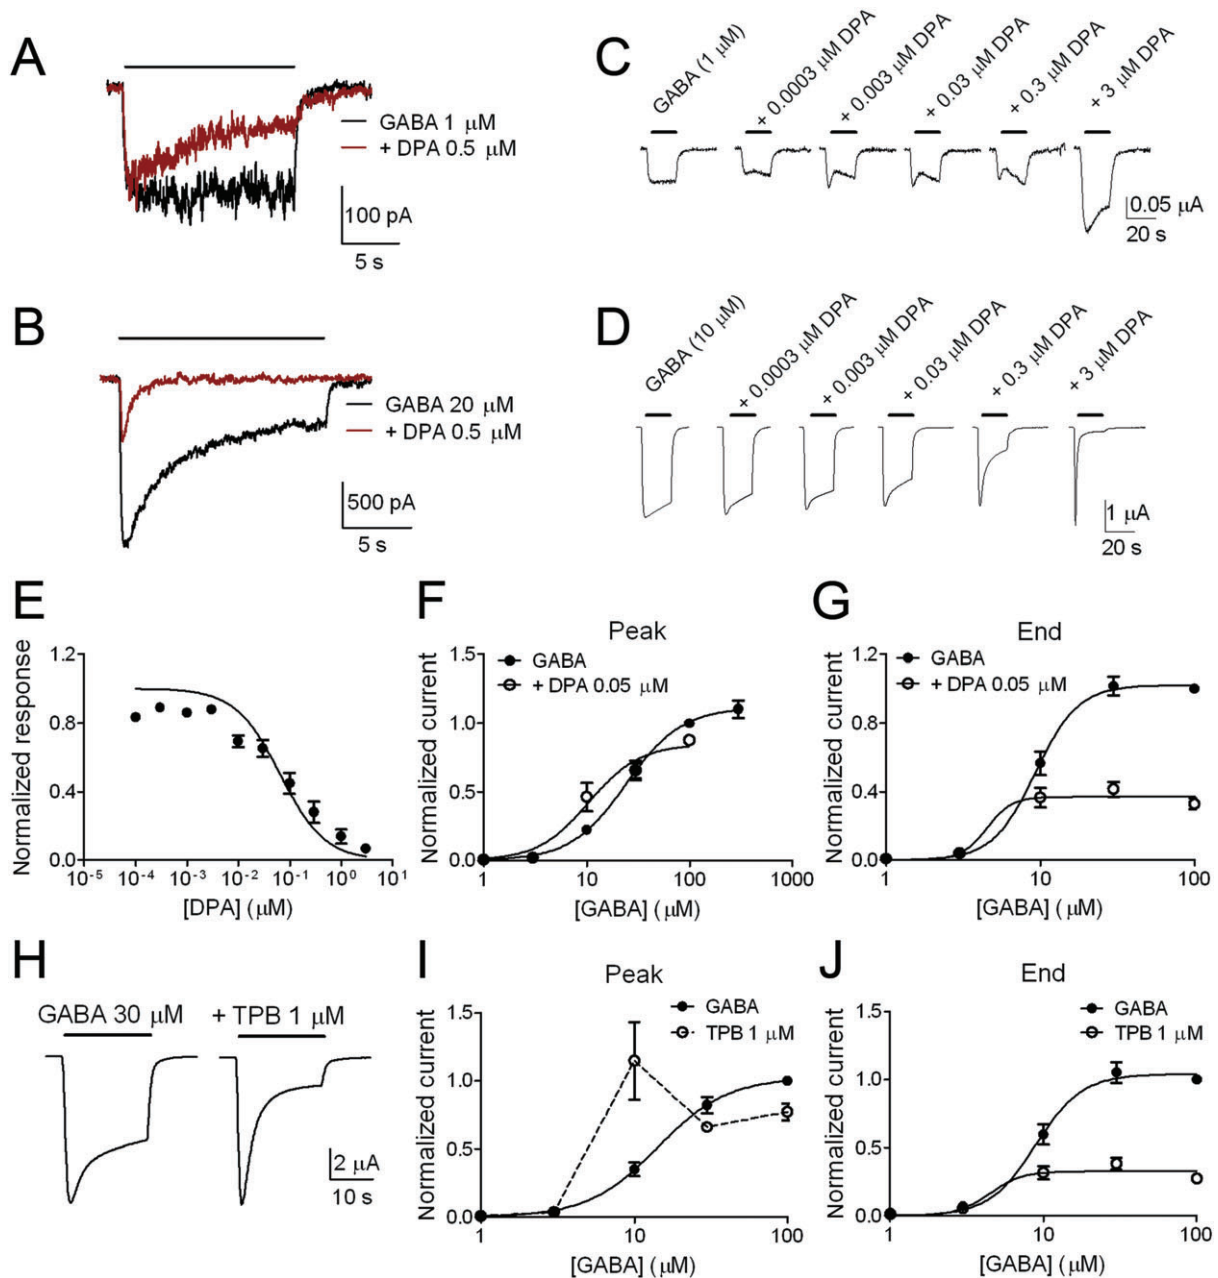 A
GABA 1 μM
+ DPA 0.5 μM
100 pA
5 s
B
GABA 20 μM
+ DPA 0.5 μM
500 pA
5 s
C
GABA (1 μM)
+ 0.0003 μM DPA
+ 0.003 μM DPA
+ 0.03 μM DPA
+ 0.3 μM DPA
+ 3 μM DPA
0.05 μA
20 s
D
GABA (10 μM)
+ 0.0003 μM DPA
+ 0.003 μM DPA
+ 0.03 μM DPA
+ 0.3 μM DPA
+ 3 μM DPA
1 μA
20 s
E
Normalized response
1.2
0.8
0.4
0.0
10⁻⁵ 10⁻⁴ 10⁻³ 10⁻² 10⁻¹ 10⁰ 10¹
[DPA] (μM)
F
Peak
GABA
+ DPA 0.05 μM
Normalized current
1.5
1.0
0.5
0.0
1 10 100 1000
[GABA] (μM)
G
End
GABA
+ DPA 0.05 μM
Normalized current
1.2
0.8
0.4
0.0
1 10 100
[GABA] (μM)
H
GABA 30 μM
+ TPB 1 μM
2 μA
10 s
I
Peak
GABA
TPB 1 μM
Normalized current
1.5
1.0
0.5
0.0
1 10 100
[GABA] (μM)
J
End
GABA
TPB 1 μM
Normalized current
1.5
1.0
0.5
0.0
1 10 100
[GABA] (μM)